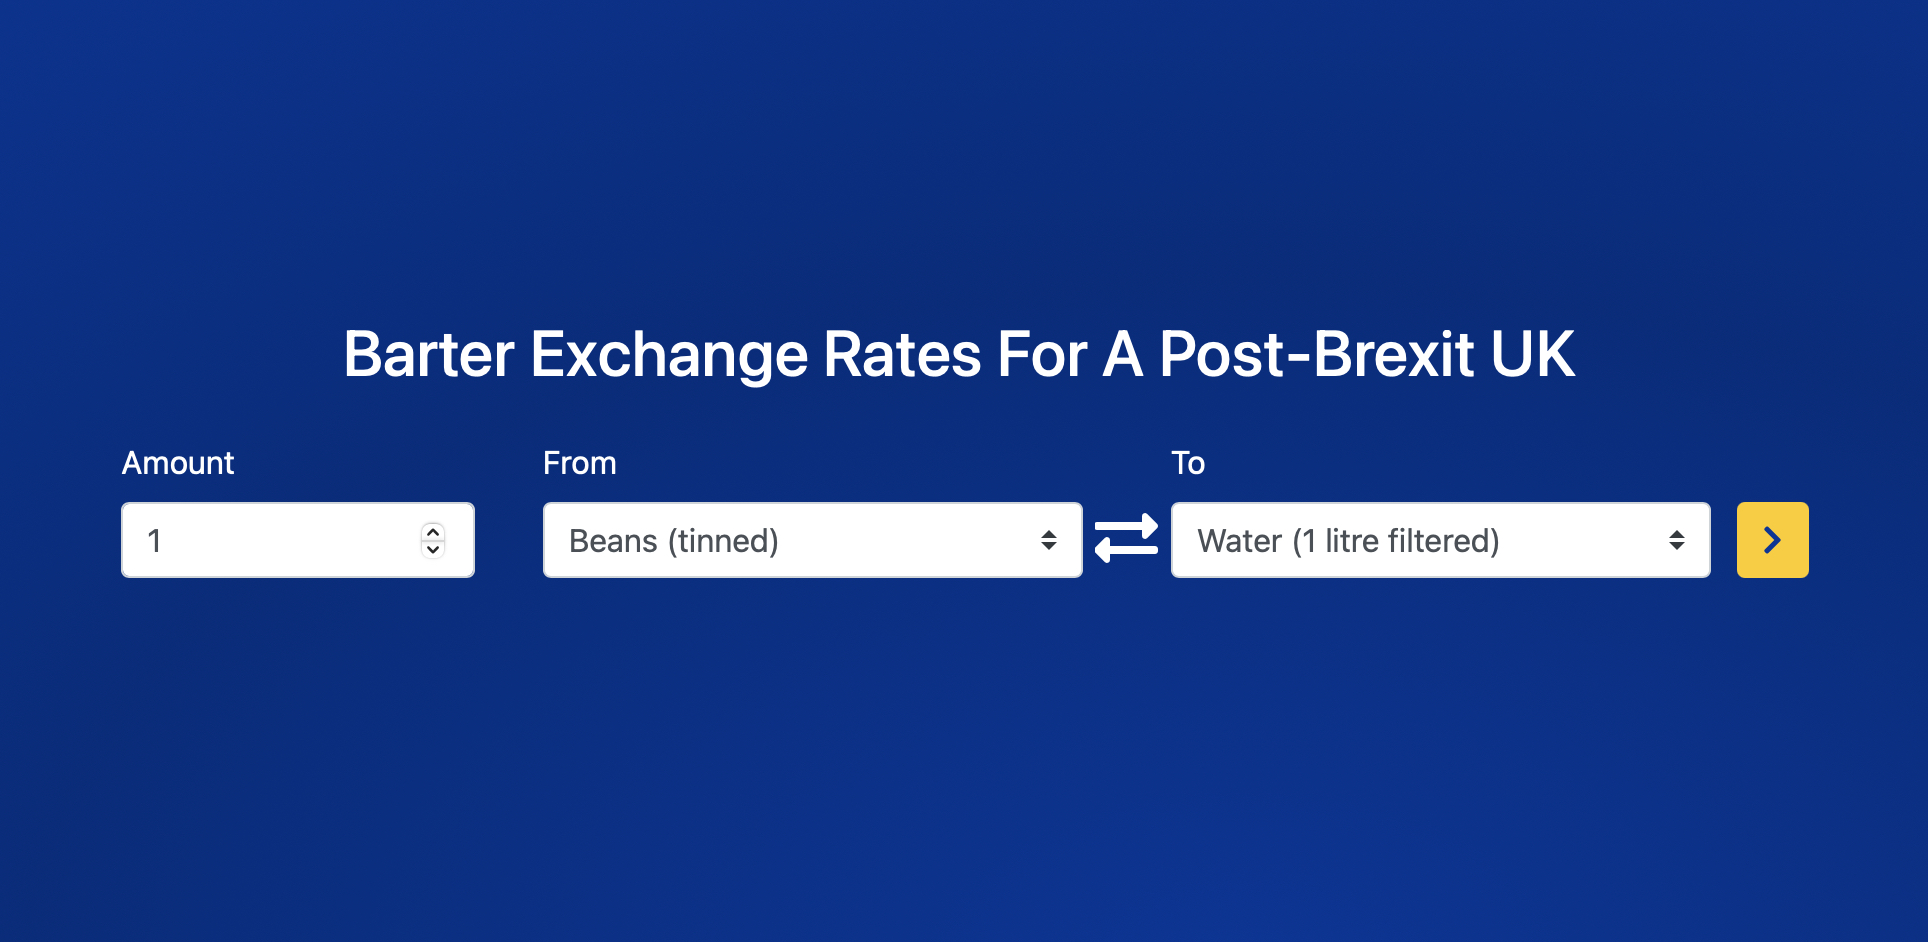 Barter Exchange Rates For A Post-Brexit UK
Amount
From
To
1
Beans (tinned)
Water (1 litre filtered)